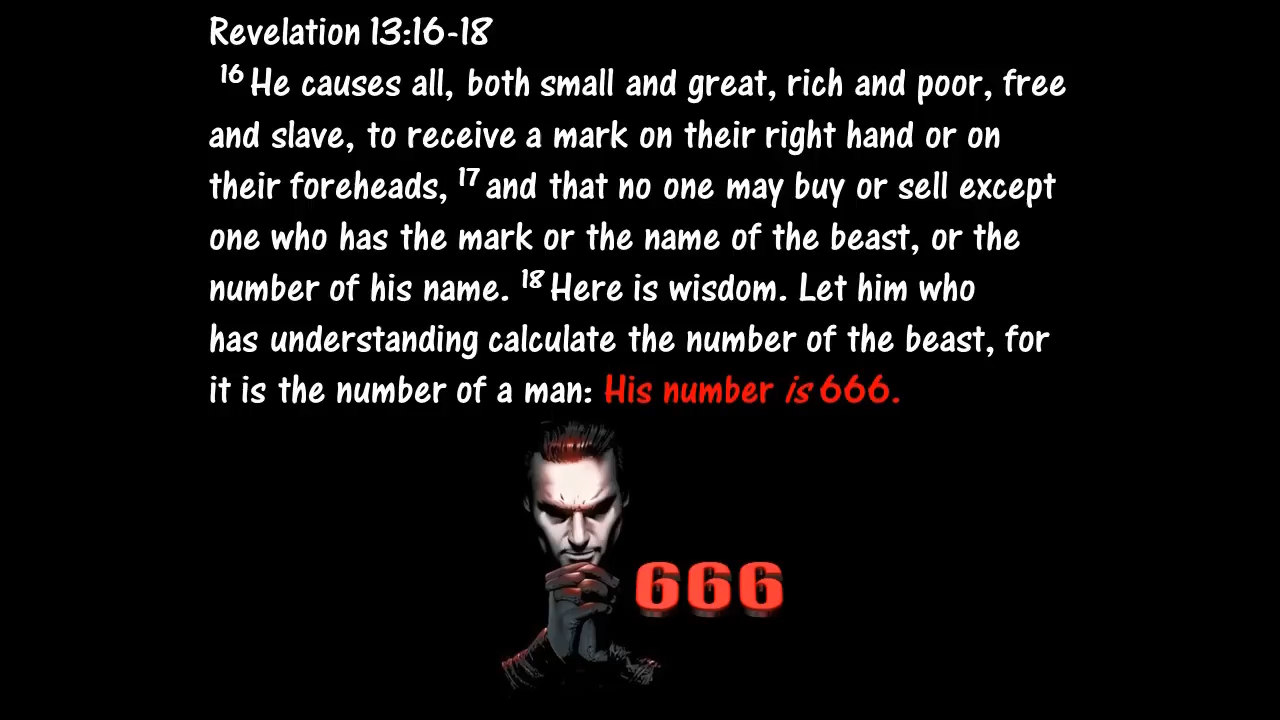 Revelation 13:16-18
16 He causes all, both small and great, rich and poor, free
and slave, to receive a mark on their right hand or on
their foreheads, 17 and that no one may buy or sell except
one who has the mark or the name of the beast, or the
number of his name. 18 Here is wisdom. Let him who
has understanding calculate the number of the beast, for
it is the number of a man: His number is 666.
666